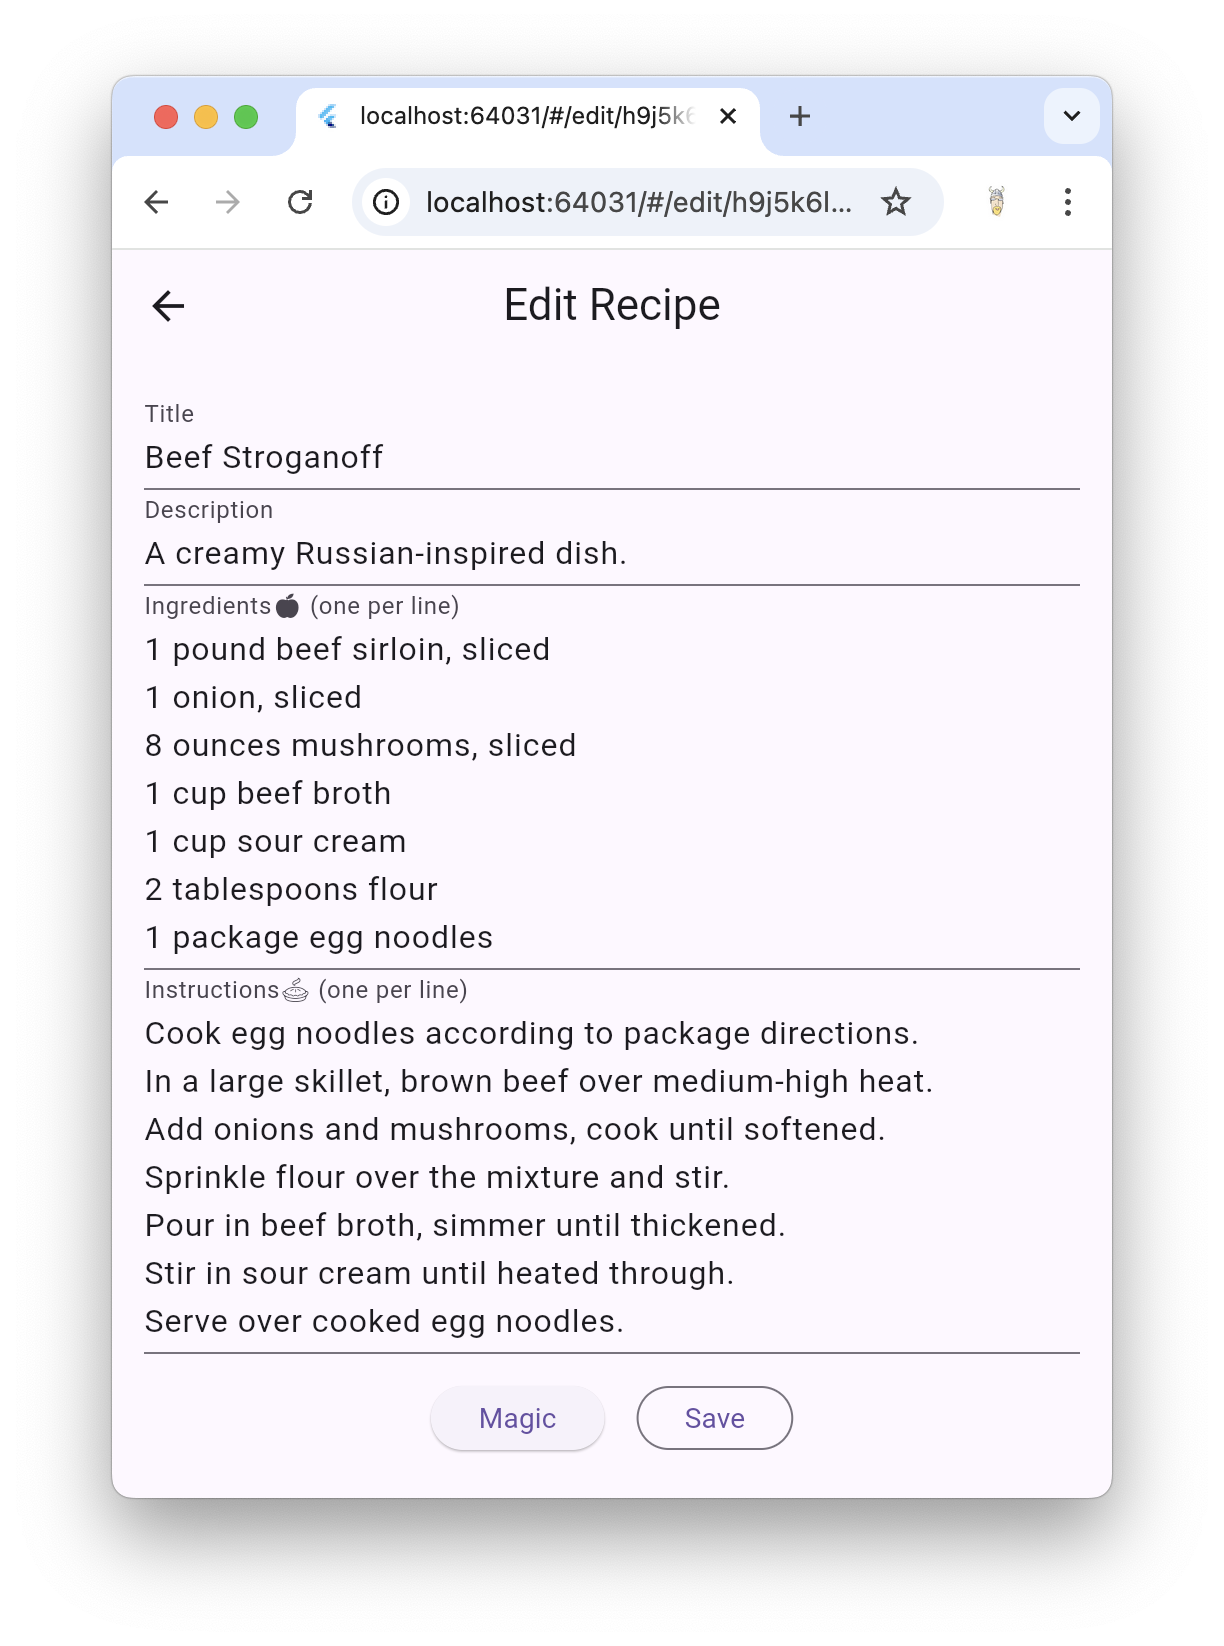 localhost:64031/#/edit/h9j5k6
localhost:64031/#/edit/h9j5k6l...
Edit Recipe
Title
Beef Stroganoff
Description
A creamy Russian-inspired dish.
Ingredients🍎 (one per line)
1 pound beef sirloin, sliced
1 onion, sliced
8 ounces mushrooms, sliced
1 cup beef broth
1 cup sour cream
2 tablespoons flour
1 package egg noodles
Instructions🥧 (one per line)
Cook egg noodles according to package directions.
In a large skillet, brown beef over medium-high heat.
Add onions and mushrooms, cook until softened.
Sprinkle flour over the mixture and stir.
Pour in beef broth, simmer until thickened.
Stir in sour cream until heated through.
Serve over cooked egg noodles.
Magic Save